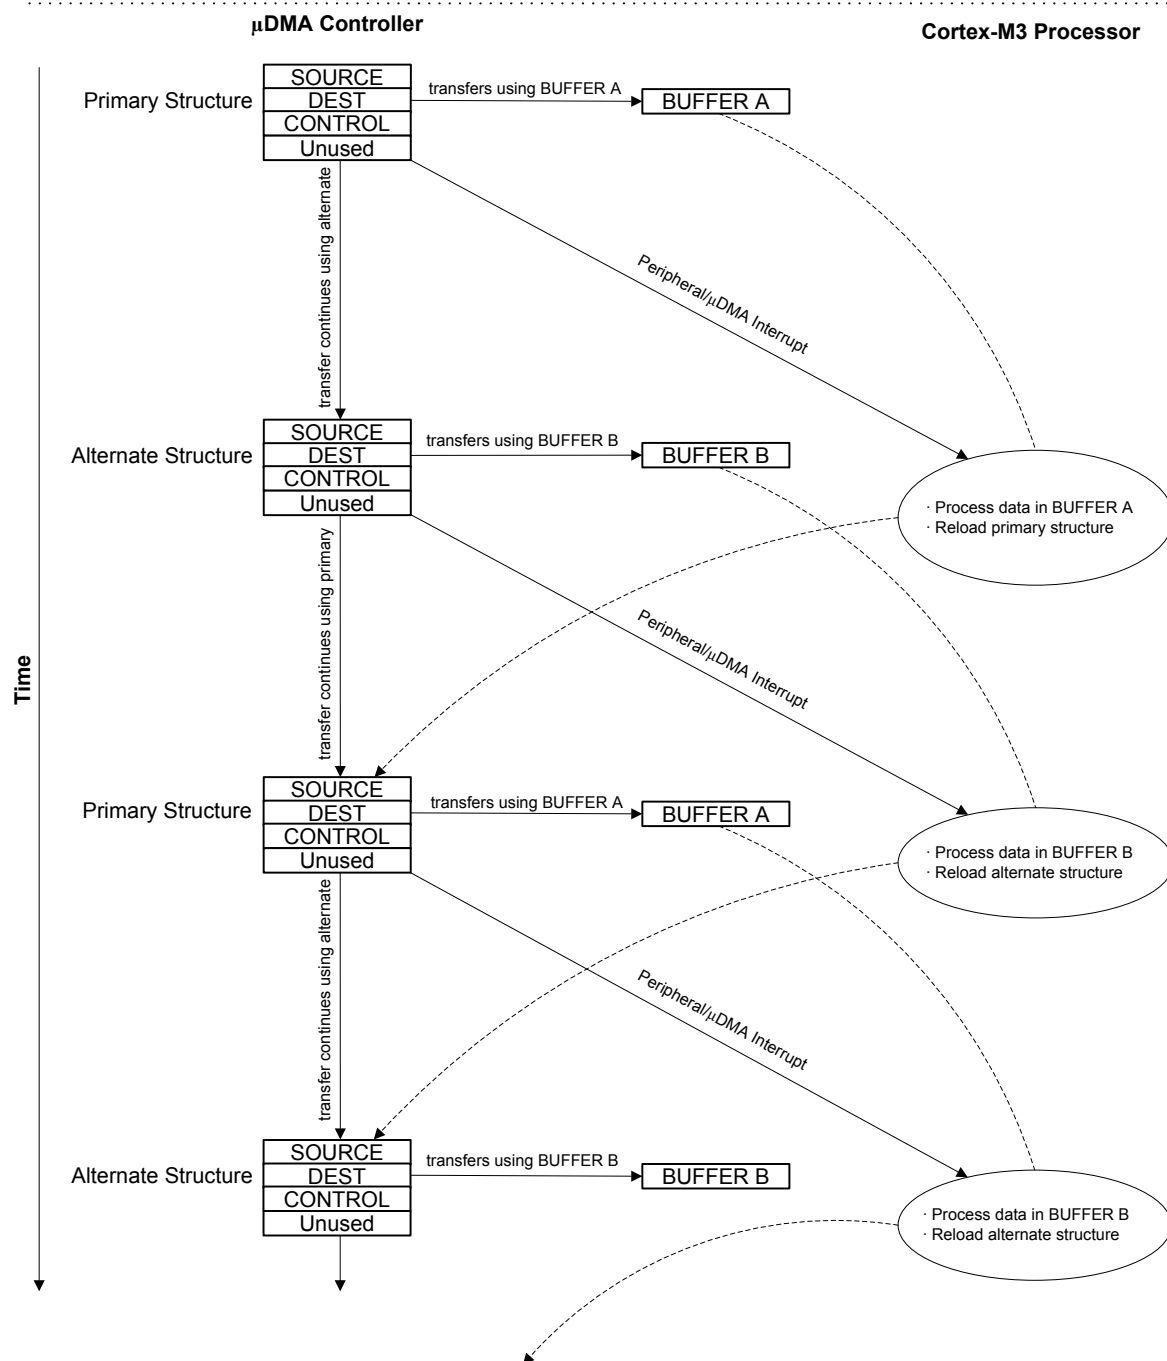 µDMA Controller
Cortex-M3 Processor
Time
Primary Structure
SOURCE
DEST
CONTROL
Unused
transfers using BUFFER A
BUFFER A
transfer continues using alternate
Peripheral/µDMA Interrupt
Alternate Structure
SOURCE
DEST
CONTROL
Unused
transfers using BUFFER B
BUFFER B
· Process data in BUFFER A
· Reload primary structure
transfer continues using primary
Peripheral/µDMA Interrupt
Primary Structure
SOURCE
DEST
CONTROL
Unused
transfers using BUFFER A
BUFFER A
· Process data in BUFFER B
· Reload alternate structure
transfer continues using alternate
Peripheral/µDMA Interrupt
Alternate Structure
SOURCE
DEST
CONTROL
Unused
transfers using BUFFER B
BUFFER B
· Process data in BUFFER B
· Reload alternate structure